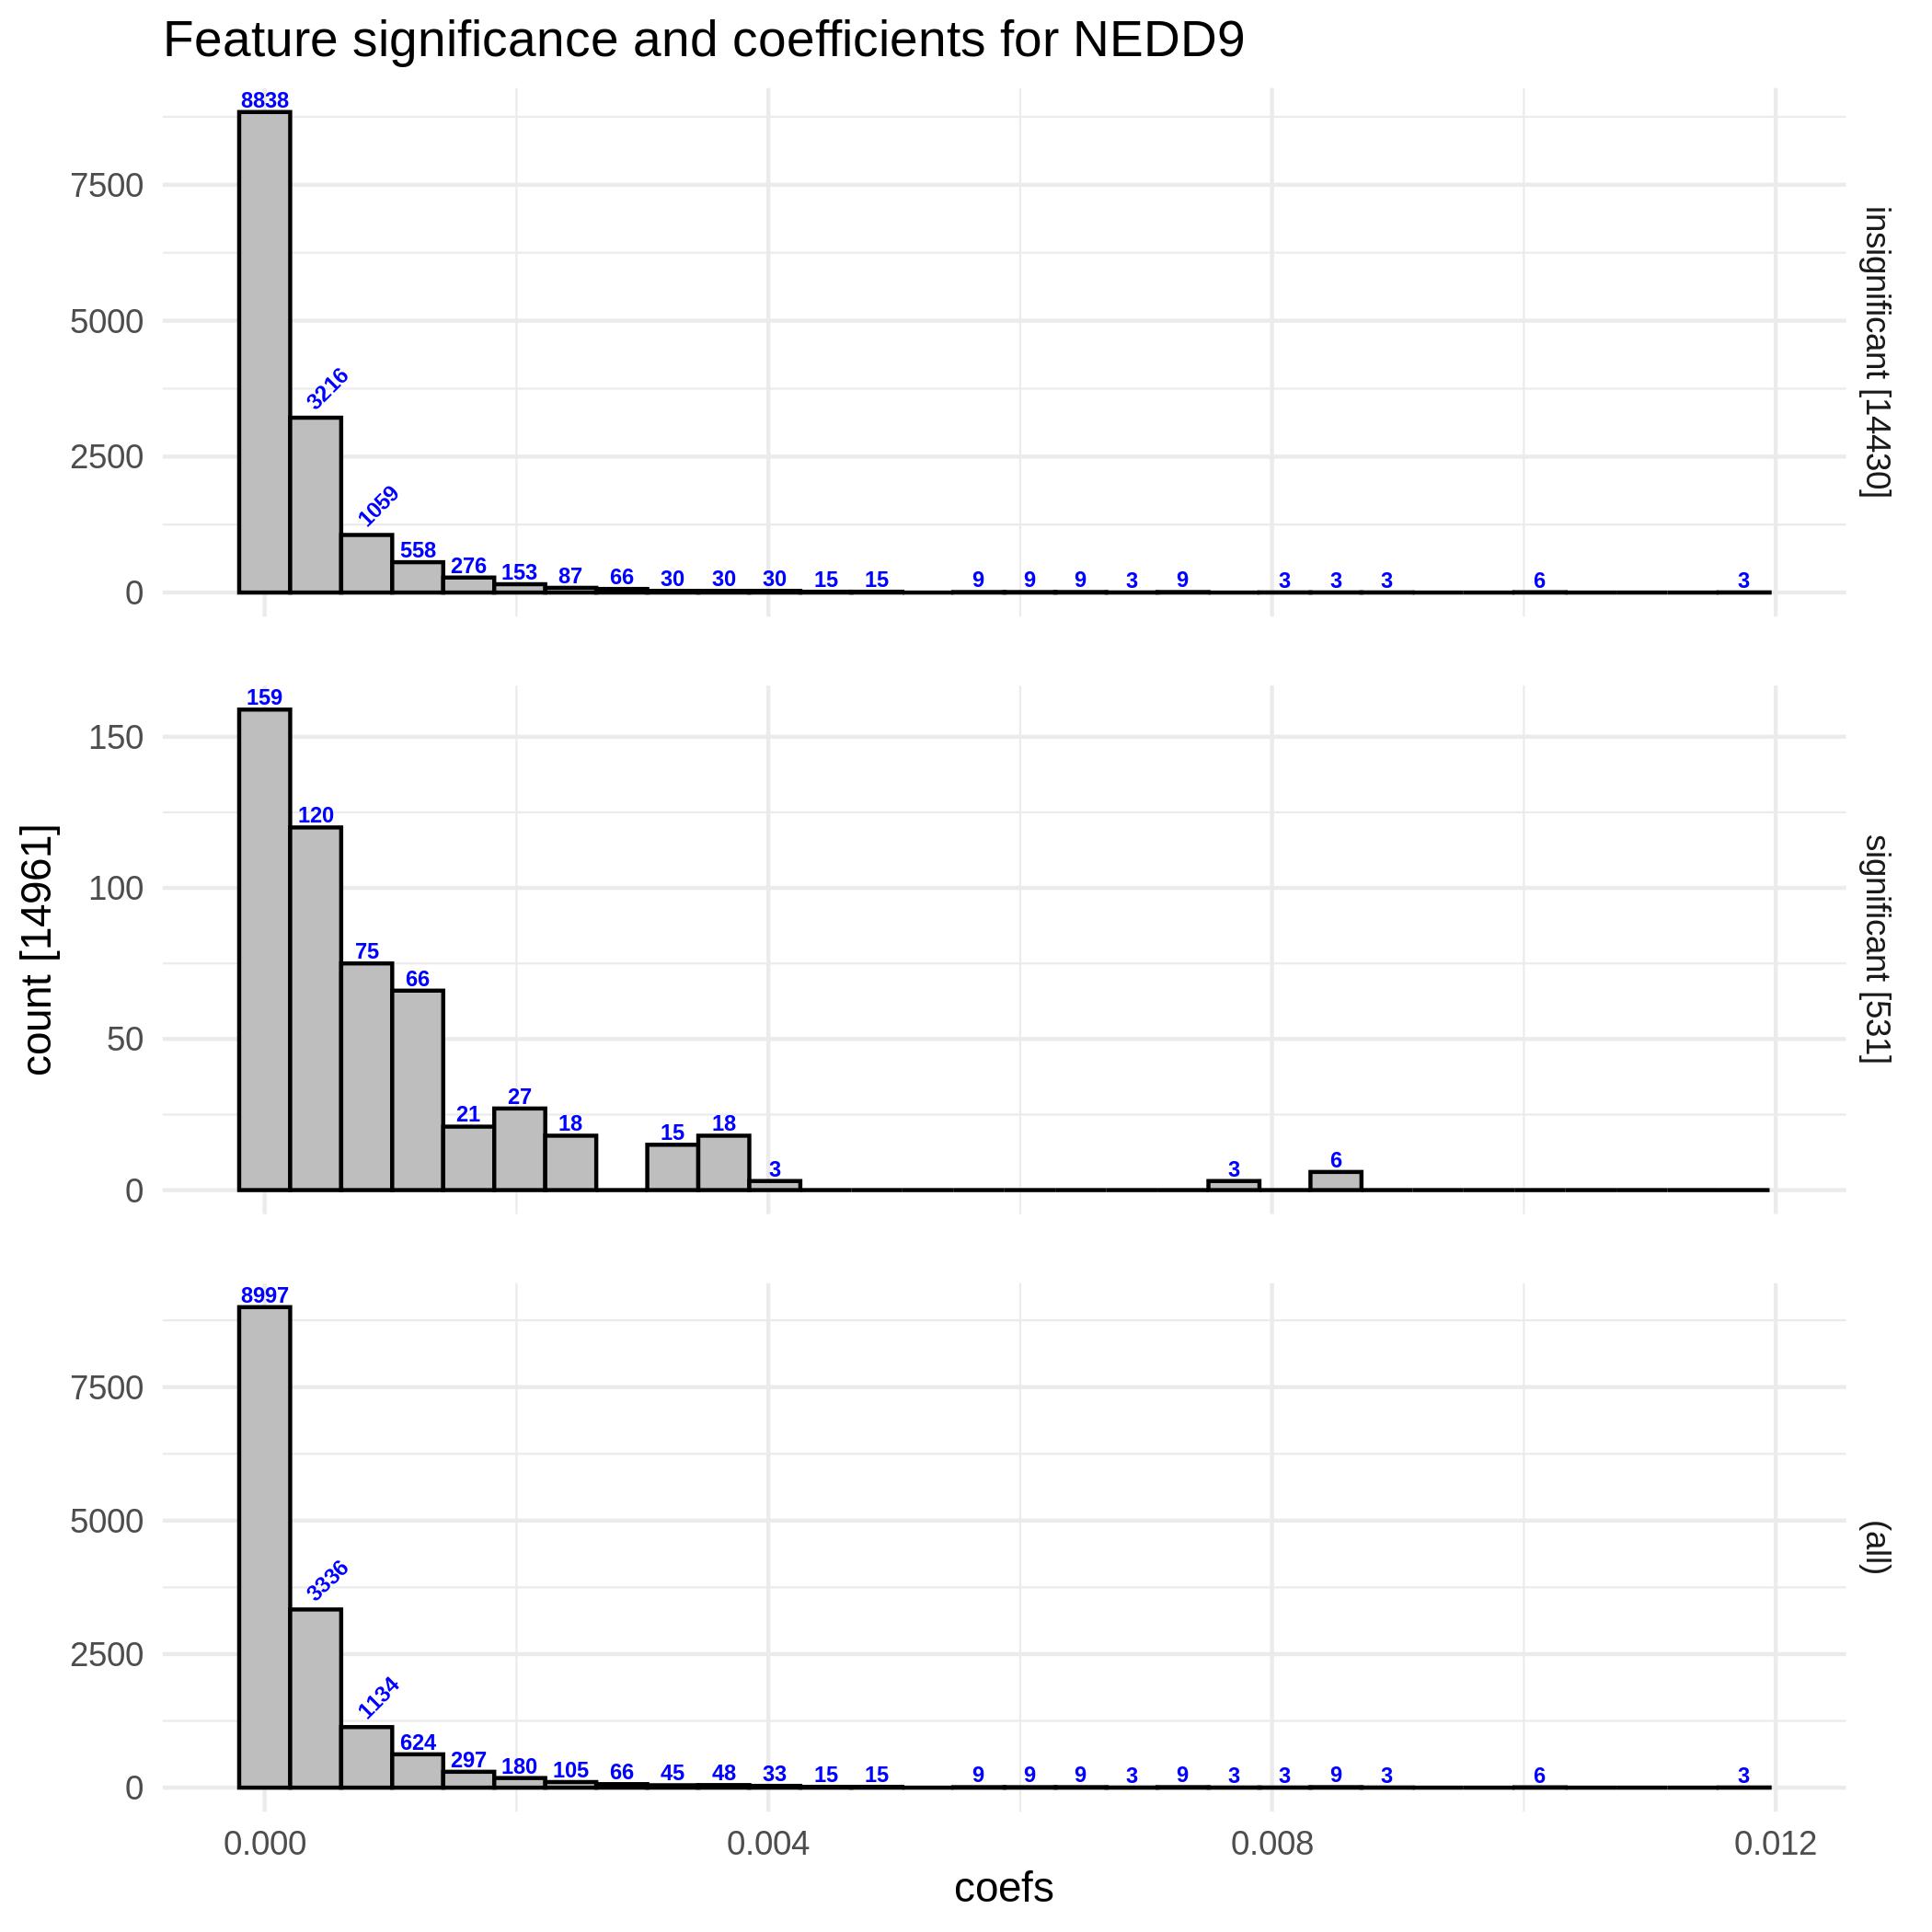 Feature significance and coefficients for NEDD9
count [14961]
8838
3216
1059
558 276 153 87 66 30 30 30 15 15 9 9 9 3 9 3 3 3 6 3
7500
5000
2500
0
insignificant [14430]
159
120
75
66
21 27 18 15 18 3 3 6
150
100
50
0
significant [531]
8997
3336
1134
624 297 180 105 66 45 48 33 15 15 9 9 9 3 9 3 3 9 3 6 3
7500
5000
2500
0
(all)
0.000 0.004 0.008 0.012
coefs